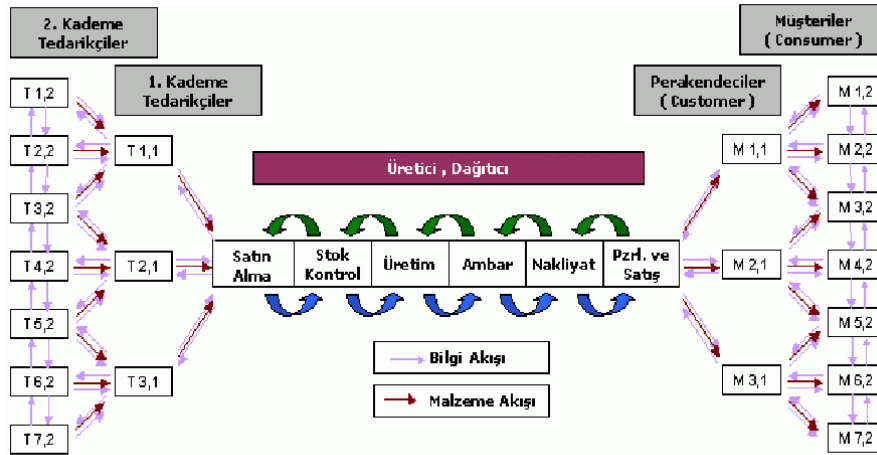 2. Kademe
Tedarikçiler
1. Kademe
Tedarikçiler
T 1,2
T 2,2
T 3,2
T 4,2
T 5,2
T 6,2
T 7,2
T 1,1
T 2,1
T 3,1
Üretici , Dağıtıcı
Satın
Alma
Stok
Kontrol
Üretim
Ambar
Nakliyat
Pzrl. ve
Satış
Bilgi Akışı
Malzeme Akışı
Perakendeciler
( Customer )
Müşteriler
( Consumer )
M 1,1
M 2,1
M 3,1
M 1,2
M 2,2
M 3,2
M 4,2
M 5,2
M 6,2
M 7,2